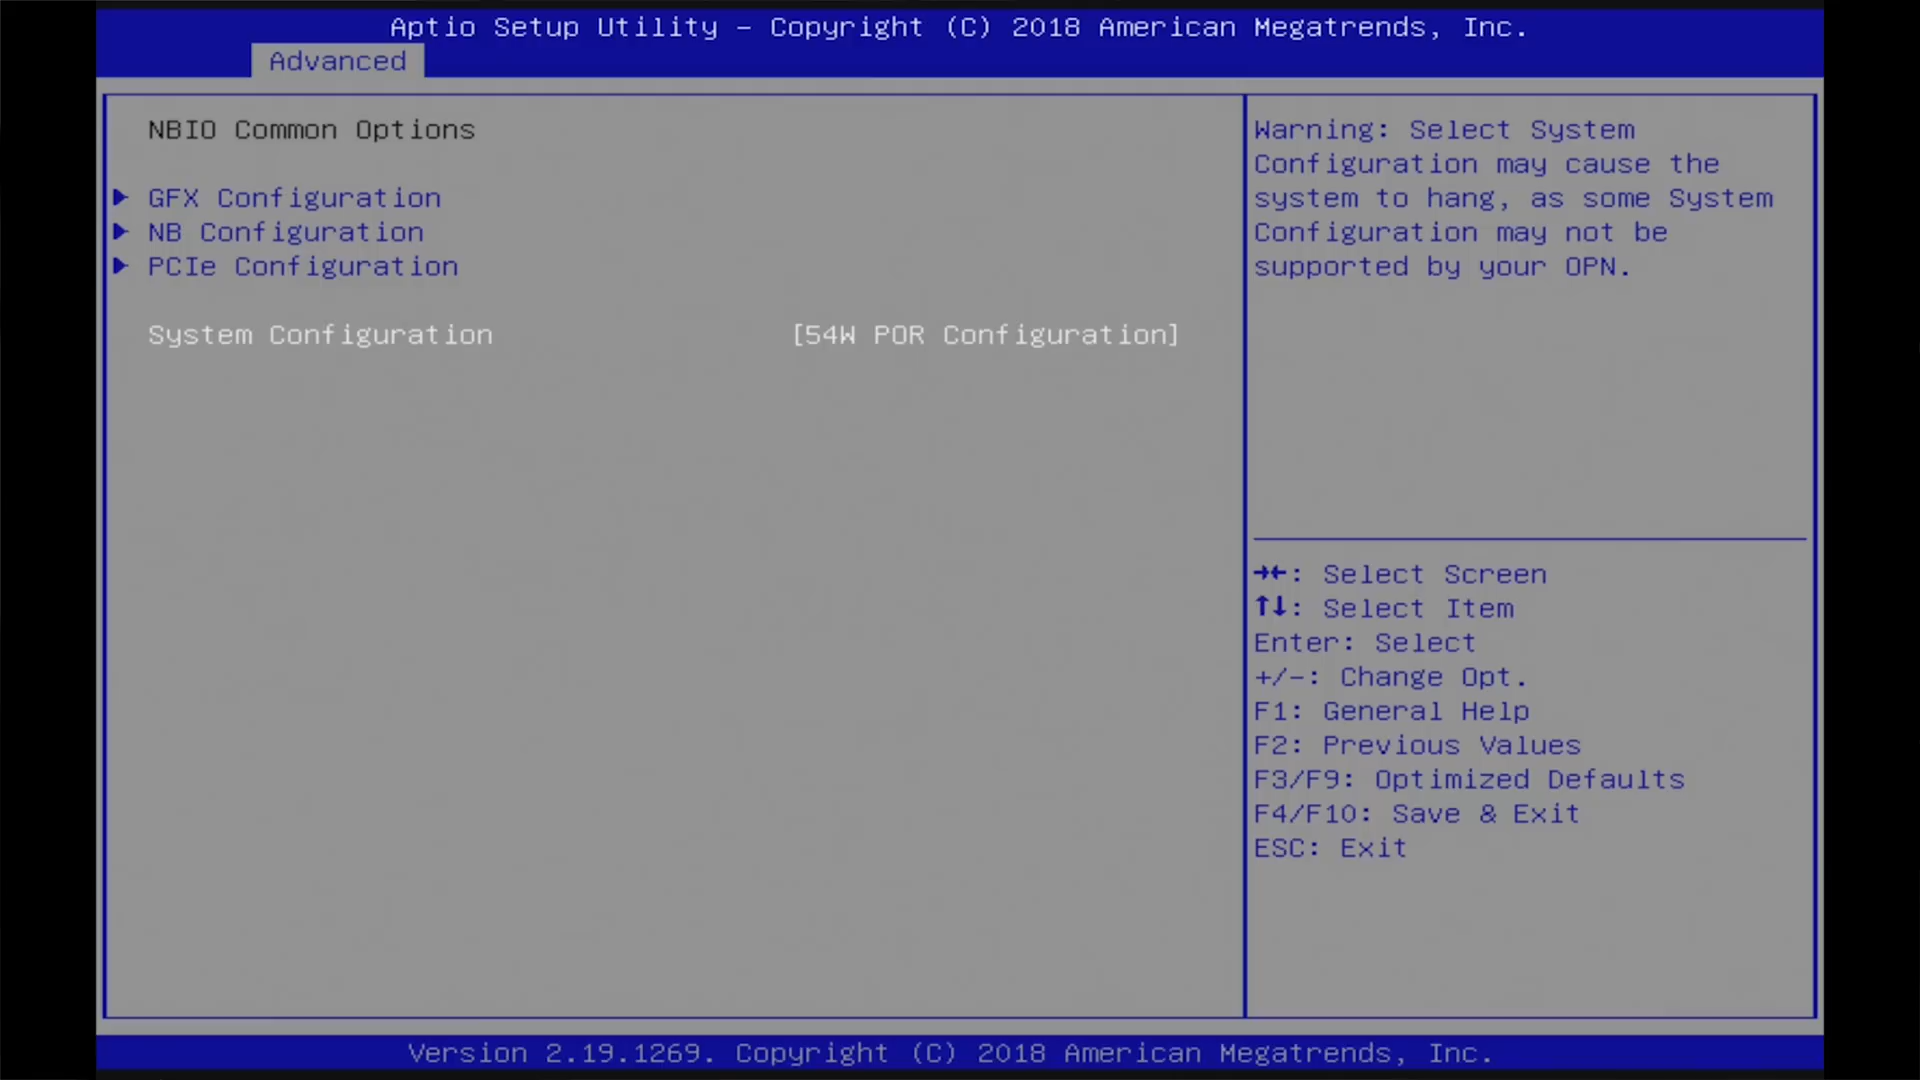 Aptio Setup Utility – Copyright (C) 2018 American Megatrends, Inc.
Advanced
NBIO Common Options
GFX Configuration
NB Configuration
PCIe Configuration
System Configuration [54W POR Configuration]
Warning: Select System
Configuration may cause the
system to hang, as some System
Configuration may not be
supported by your OPN.
→←: Select Screen
↑↓: Select Item
Enter: Select
+/-: Change Opt.
F1: General Help
F2: Previous Values
F3/F9: Optimized Defaults
F4/F10: Save & Exit
ESC: Exit
Version 2.19.1269. Copyright (C) 2018 American Megatrends, Inc.